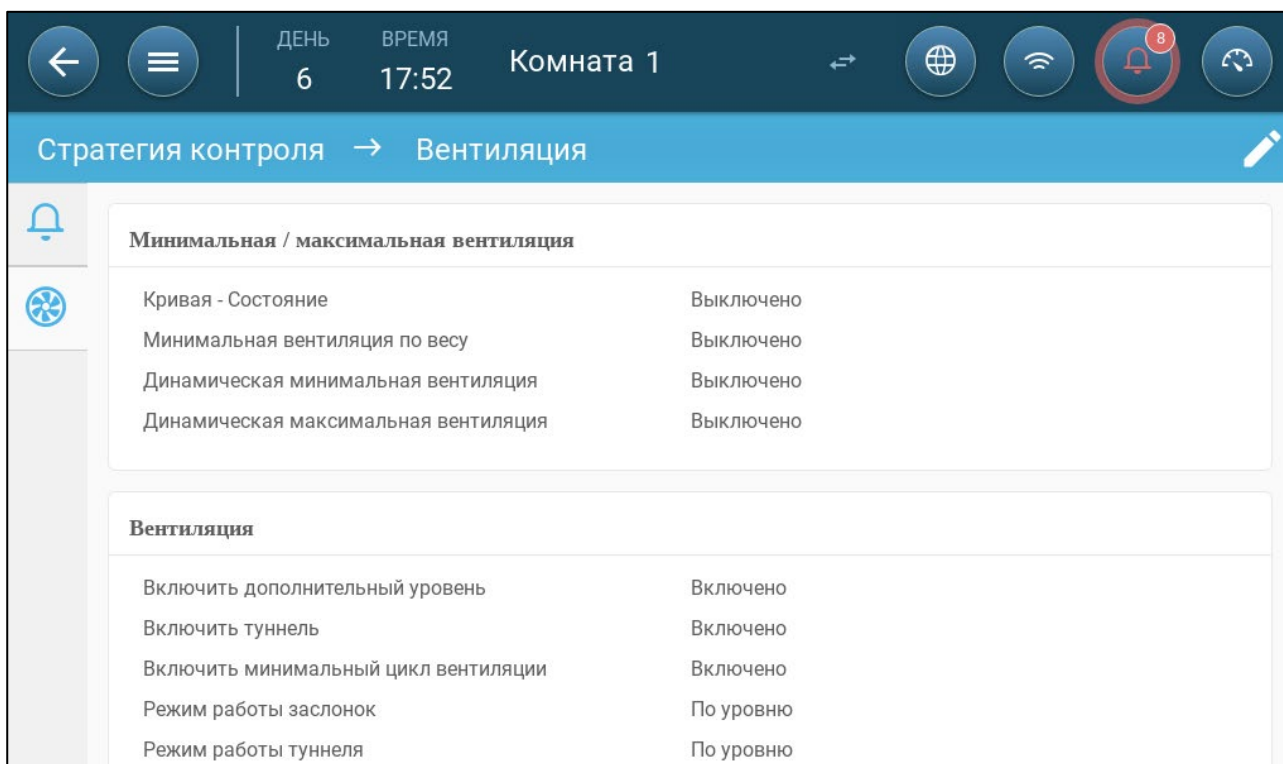 ДЕНЬ ВРЕМЯ
6 17:52 Комната 1 8
Стратегия контроля → Вентиляция
Минимальная / максимальная вентиляция
Кривая - Состояние Выключено
Минимальная вентиляция по весу Выключено
Динамическая минимальная вентиляция Выключено
Динамическая максимальная вентиляция Выключено
Вентиляция
Включить дополнительный уровень Включено
Включить туннель Включено
Включить минимальный цикл вентиляции Включено
Режим работы заслонок По уровню
Режим работы туннеля По уровню